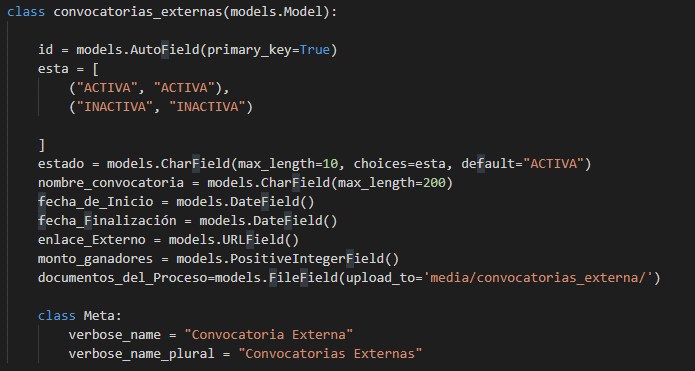 class convocatorias_externas(models.Model):
id = models.AutoField(primary_key=True)
esta = [
("ACTIVA", "ACTIVA"),
("INACTIVA", "INACTIVA")
]
estado = models.CharField(max_length=10, choices=esta, default="ACTIVA")
nombre_convocatoria = models.CharField(max_length=200)
fecha_de_Inicio = models.DateField()
fecha_Finalización = models.DateField()
enlace_Externo = models.URLField()
monto_ganadores = models.PositiveIntegerField()
documentos_del_Proceso=models.FileField(upload_to='media/convocatorias_externa/')
class Meta:
verbose_name = "Convocatoria Externa"
verbose_name_plural = "Convocatorias Externas"